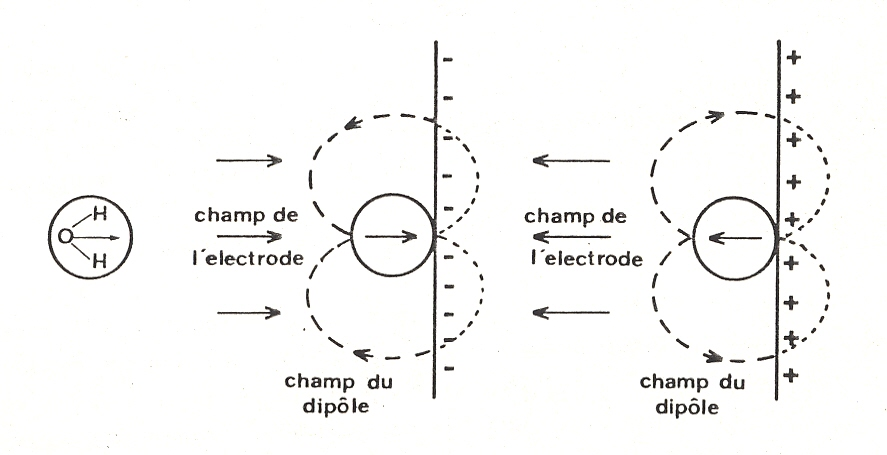 H
O
H
champ de
l'electrode
champ du
dipôle
- - - - - - - - - -
champ de
l'electrode
champ du
dipôle
+ + + + + + + + +